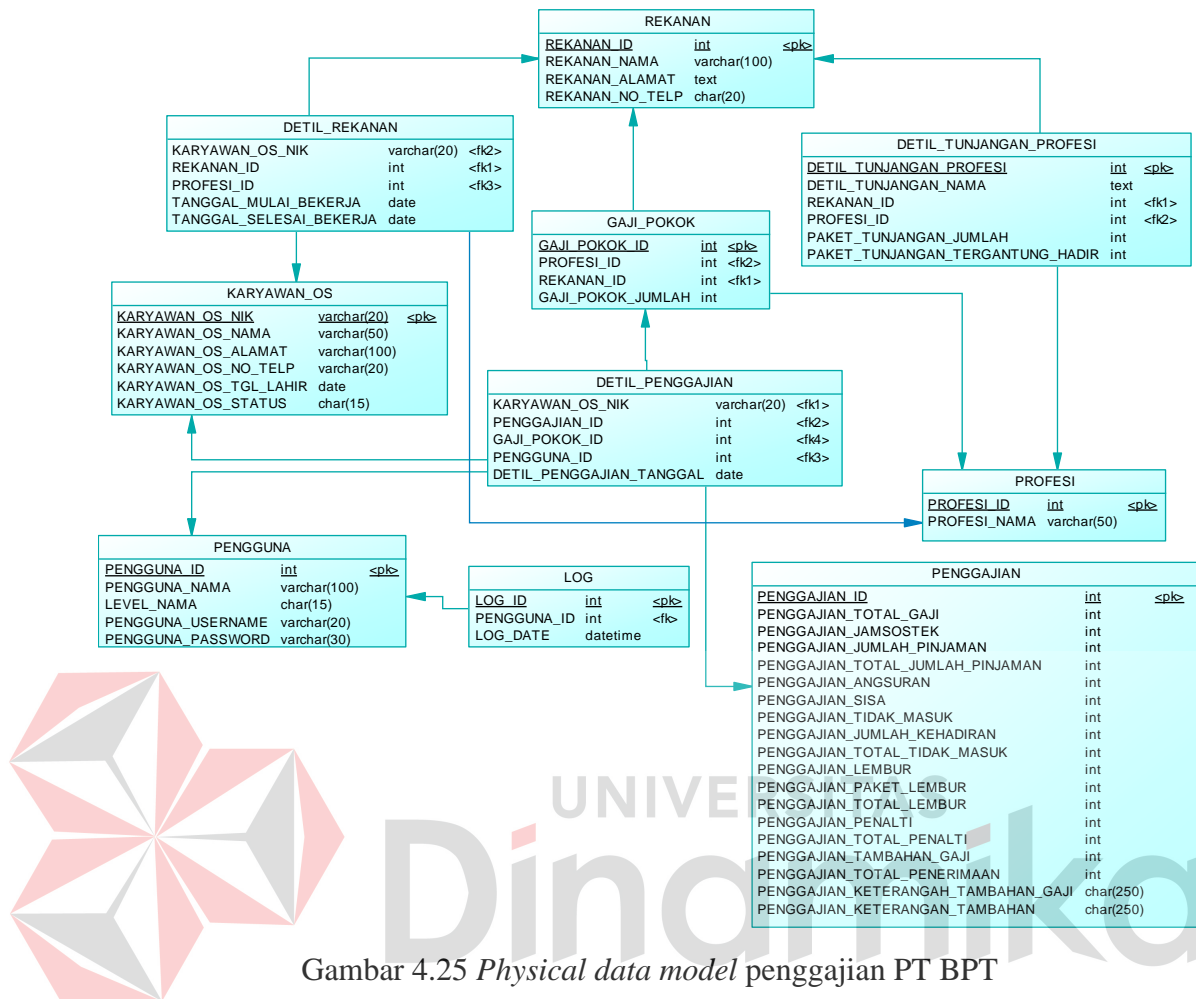 REKANAN
REKANAN_ID int <pk>
REKANAN_NAMA varchar(100)
REKANAN_ALAMAT text
REKANAN_NO_TELP char(20)
DETIL_REKANAN
KARYAWAN_OS_NIK varchar(20) <fk2>
REKANAN_ID int <fk1>
PROFESI_ID int <fk3>
TANGGAL_MULAI_BEKERJA date
TANGGAL_SELESAI_BEKERJA date
DETIL_TUNJANGAN_PROFESI
DETIL_TUNJANGAN_PROFESI int <pk>
DETIL_TUNJANGAN_NAMA text
REKANAN_ID int <fk1>
PROFESI_ID int <fk2>
PAKET_TUNJANGAN_JUMLAH int
PAKET_TUNJANGAN_TERGANTUNG_HADIR int
GAJI_POKOK
GAJI_POKOK_ID int <pk>
PROFESI_ID int <fk2>
REKANAN_ID int <fk1>
GAJI_POKOK_JUMLAH int
KARYAWAN_OS
KARYAWAN_OS_NIK varchar(20) <pk>
KARYAWAN_OS_NAMA varchar(50)
KARYAWAN_OS_ALAMAT varchar(100)
KARYAWAN_OS_NO_TELP varchar(20)
KARYAWAN_OS_TGL_LAHIR date
KARYAWAN_OS_STATUS char(15)
DETIL_PENGGAJIAN
KARYAWAN_OS_NIK varchar(20) <fk1>
PENGGAJIAN_ID int <fk2>
GAJI_POKOK_ID int <fk4>
PENGGUNA_ID int <fk3>
DETIL_PENGGAJIAN_TANGGAL date
PROFESI
PROFESI_ID int <pk>
PROFESI_NAMA varchar(50)
PENGGUNA
PENGGUNA_ID int <pk>
PENGGUNA_NAMA varchar(100)
LEVEL_NAMA char(15)
PENGGUNA_USERNAME varchar(20)
PENGGUNA_PASSWORD varchar(30)
LOG
LOG_ID int <pk>
PENGGUNA_ID int <fk>
LOG_DATE datetime
PENGGAJIAN
PENGGAJIAN_ID int <pk>
PENGGAJIAN_TOTAL_GAJI int
PENGGAJIAN_JAMSOSTEK int
PENGGAJIAN_JUMLAH_PINJAMAN int
PENGGAJIAN_TOTAL_JUMLAH_PINJAMAN int
PENGGAJIAN_ANGSURAN int
PENGGAJIAN_SISA int
PENGGAJIAN_TIDAK_MASUK int
PENGGAJIAN_JUMLAH_KEHADIRAN int
PENGGAJIAN_TOTAL_TIDAK_MASUK int
PENGGAJIAN_LEMBUR int
PENGGAJIAN_PAKET_LEMBUR int
PENGGAJIAN_TOTAL_LEMBUR int
PENGGAJIAN_PENALTI int
PENGGAJIAN_TOTAL_PENALTI int
PENGGAJIAN_TAMBAHAN_GAJI int
PENGGAJIAN_TOTAL_PENERIMAAN int
PENGGAJIAN_KETERANGAH_TAMBAHAN_GAJI char(250)
PENGGAJIAN_KETERANGAN_TAMBAHAN char(250)
UNIVERSITAS
Dinamika
Gambar 4.25 Physical data model penggajian PT BPT